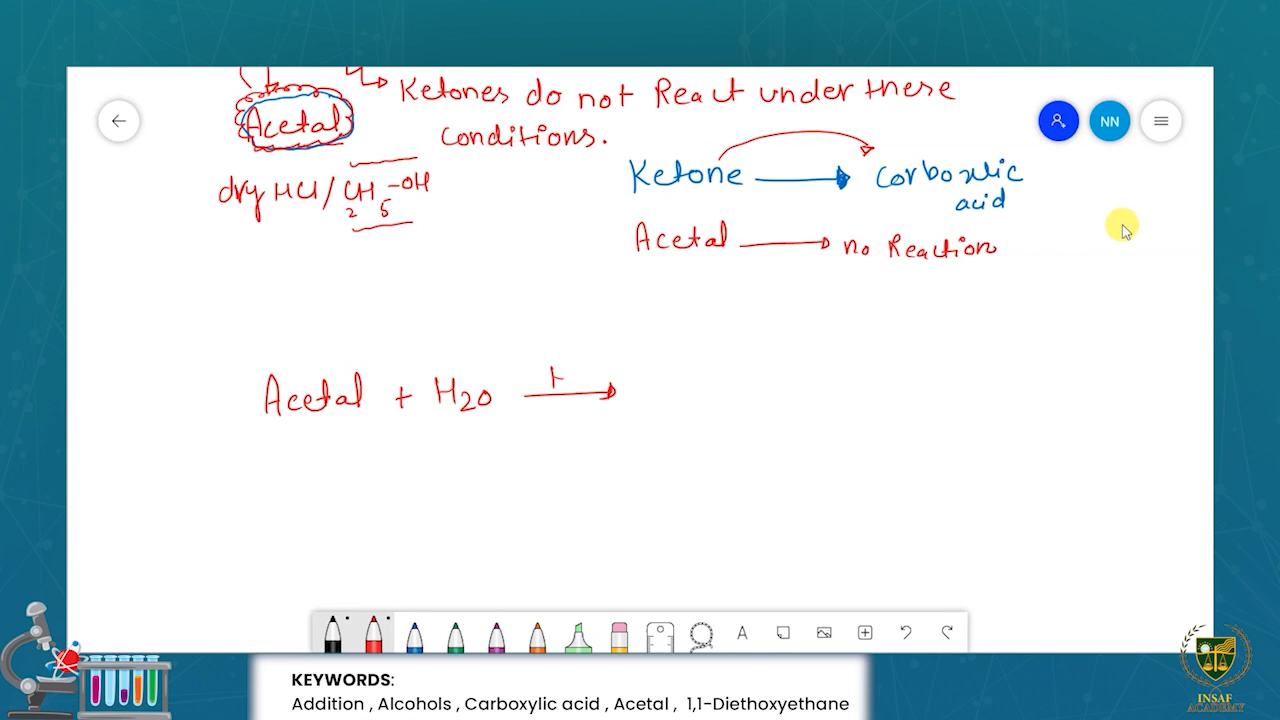 Ketones do not React under these
Acetal
conditions.
dry HCl / C2H5-OH
Ketone → Carboxlic
acid
Acetal → no Reaction
NN
Acetal + H2O →
A
KEYWORDS:
Addition , Alcohols , Carboxylic acid , Acetal , 1,1-Diethoxyethane
INSAF
ACADEMY